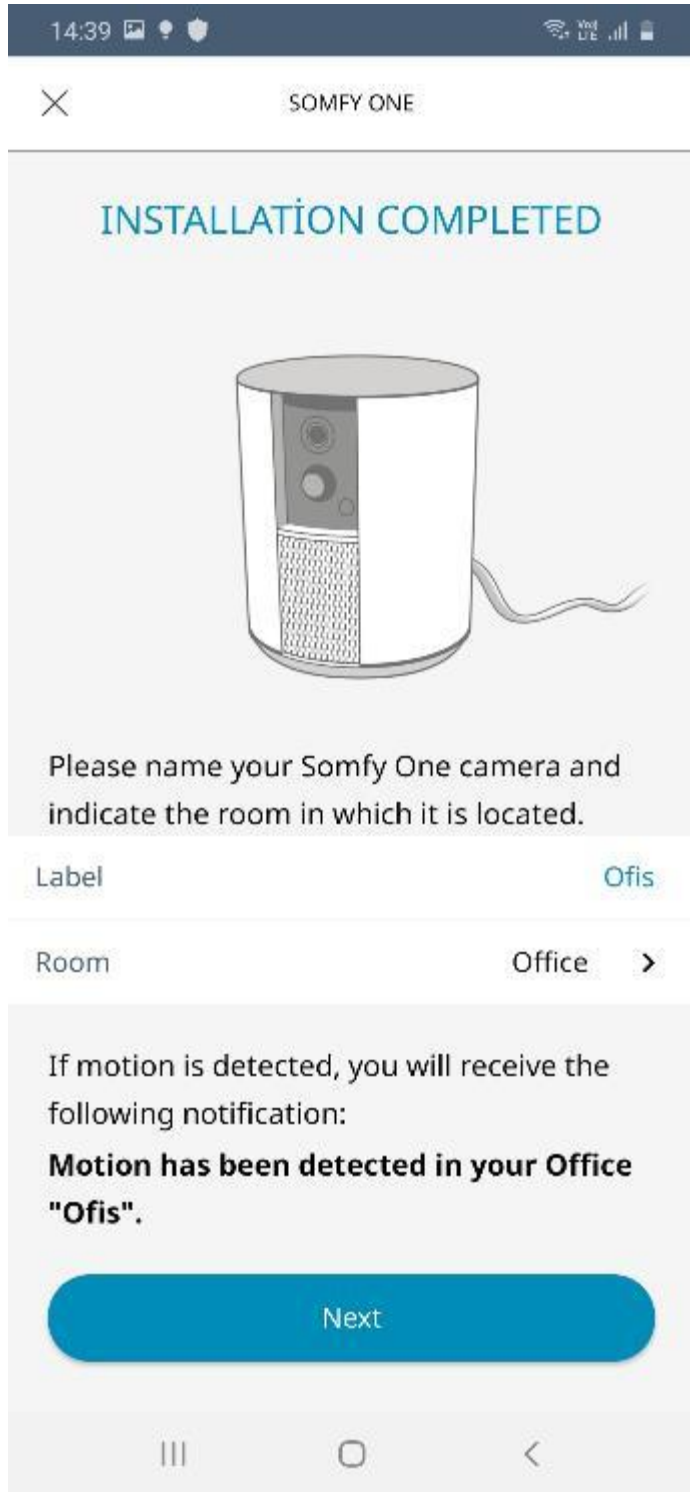 14:39
SOMFY ONE
INSTALLATİON COMPLETED
Please name your Somfy One camera and
indicate the room in which it is located.
Label Ofis
Room Office
If motion is detected, you will receive the
following notification:
Motion has been detected in your Office
"Ofis".
Next